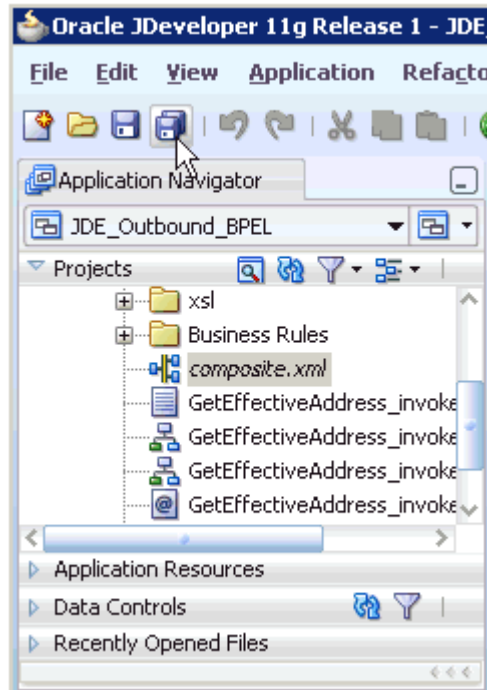 Oracle JDeveloper 11g Release 1 - JDE_
File Edit View Application Refacto
Application Navigator
JDE_Outbound_BPEL
Projects
xsl
Business Rules
composite.xml
GetEffectiveAddress_invoke
GetEffectiveAddress_invoke
GetEffectiveAddress_invoke
GetEffectiveAddress_invoke
Application Resources
Data Controls
Recently Opened Files